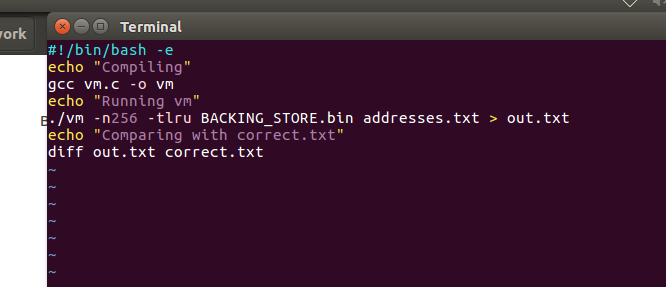 Terminal
work
#!/bin/bash -e
echo "Compiling"
gcc vm.c -o vm
echo "Running vm"
./vm -n256 -tlru BACKING_STORE.bin addresses.txt > out.txt
echo "Comparing with correct.txt"
diff out.txt correct.txt
~
~
~
~
~
~
~